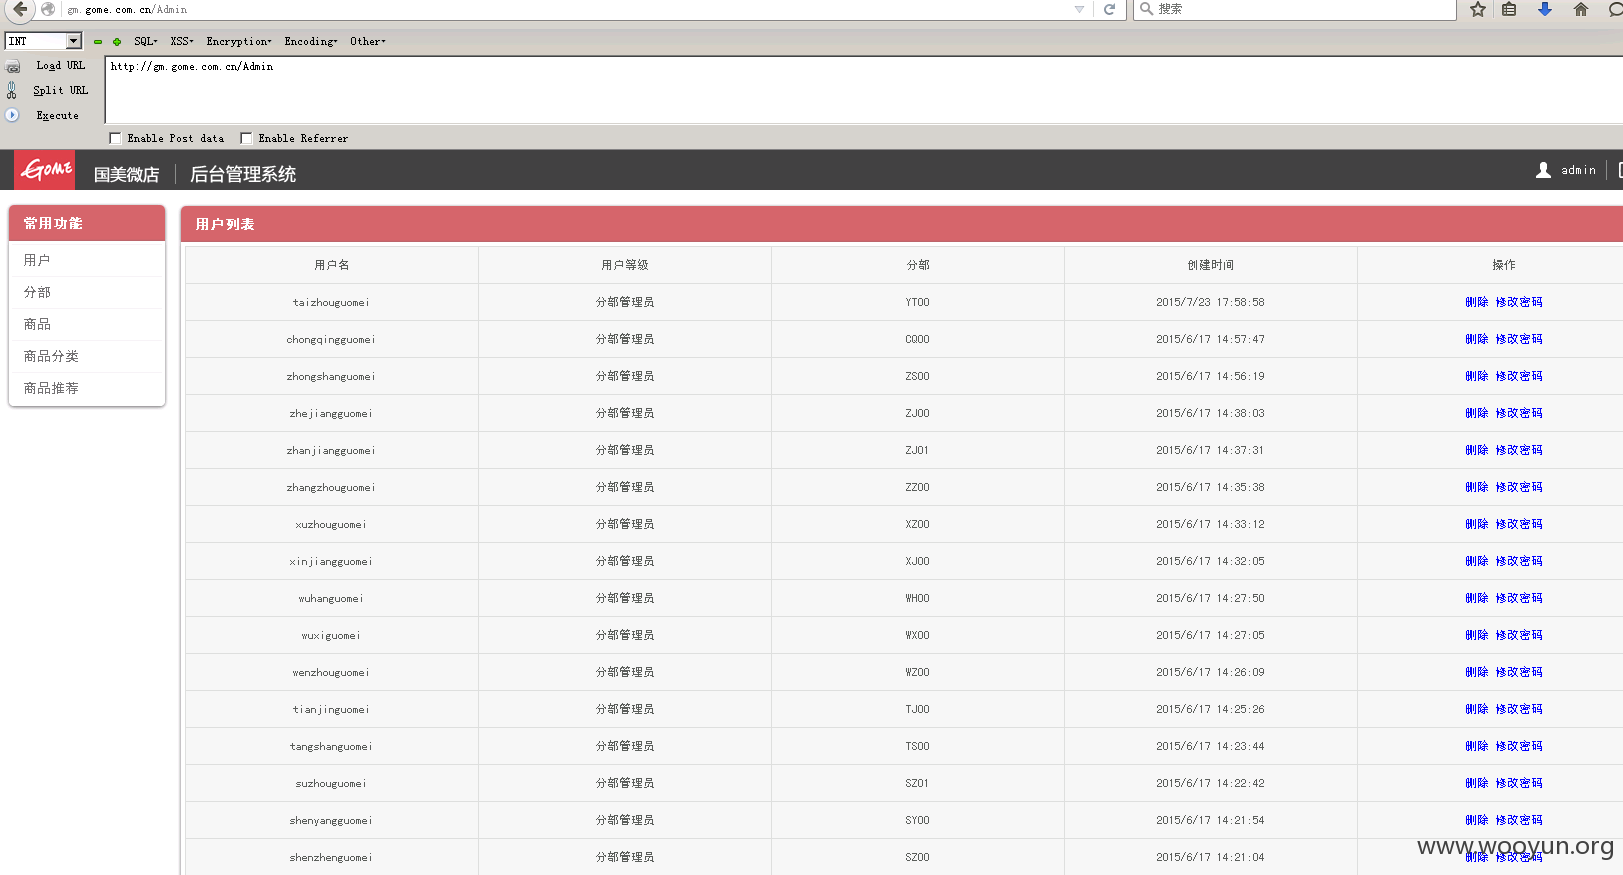 gm.gome.com.cn/Admin
搜索
INT SQL XSS Encryption Encoding Other
Load URL http://gm.gome.com.cn/Admin
Split URL
Execute
Enable Post data Enable Referrer
GOME 国美微店 后台管理系统 admin
常用功能
用户
分部
商品
商品分类
商品推荐
用户列表
用户名 用户等级 分部 创建时间 操作
taizhouguomei 分部管理员 YT00 2015/7/23 17:58:58 删除 修改密码
chongqingguomei 分部管理员 CQ00 2015/6/17 14:57:47 删除 修改密码
zhongshanguomei 分部管理员 ZS00 2015/6/17 14:56:19 删除 修改密码
zhejiangguomei 分部管理员 ZJ00 2015/6/17 14:38:03 删除 修改密码
zhanjiangguomei 分部管理员 ZJ01 2015/6/17 14:37:31 删除 修改密码
zhangzhouguomei 分部管理员 ZZ00 2015/6/17 14:35:38 删除 修改密码
xuzhouguomei 分部管理员 XZ00 2015/6/17 14:33:12 删除 修改密码
xinjiangguomei 分部管理员 XJ00 2015/6/17 14:32:05 删除 修改密码
wuhanguomei 分部管理员 WH00 2015/6/17 14:27:50 删除 修改密码
wuxiguomei 分部管理员 WX00 2015/6/17 14:27:05 删除 修改密码
wenzhouguomei 分部管理员 WZ00 2015/6/17 14:26:09 删除 修改密码
tianjinguomei 分部管理员 TJ00 2015/6/17 14:25:26 删除 修改密码
tangshanguomei 分部管理员 TS00 2015/6/17 14:23:44 删除 修改密码
suzhouguomei 分部管理员 SZ01 2015/6/17 14:22:42 删除 修改密码
shenyangguomei 分部管理员 SY00 2015/6/17 14:21:54 删除 修改密码
shenzhenguomei 分部管理员 SZ00 2015/6/17 14:21:04 删除 修改密码
www.wooyun.org